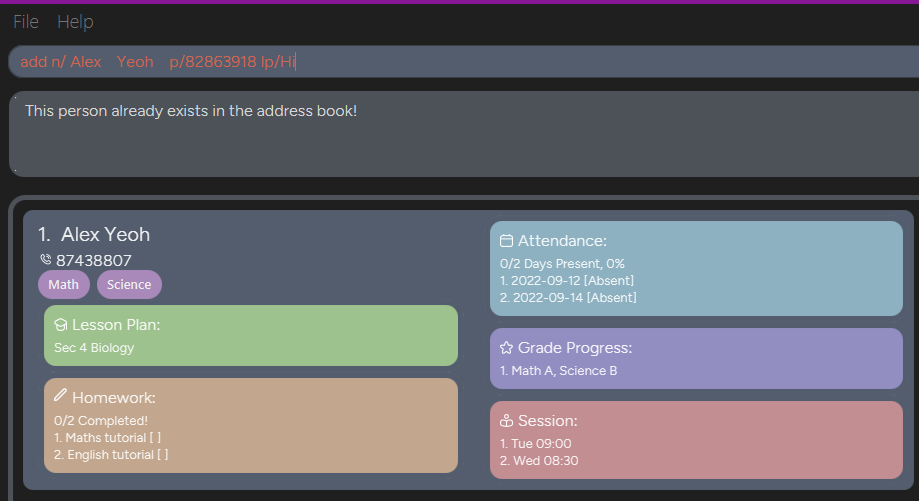 File Help
add n/ Alex    Yeoh    p/82863918 lp/Hi
This person already exists in the address book!
1. Alex Yeoh
87438807
Math Science
Lesson Plan:
Sec 4 Biology
Homework:
0/2 Completed!
1. Maths tutorial [ ]
2. English tutorial [ ]
Attendance:
0/2 Days Present, 0%
1. 2022-09-12 [Absent]
2. 2022-09-14 [Absent]
Grade Progress:
1. Math A, Science B
Session:
1. Tue 09:00
2. Wed 08:30